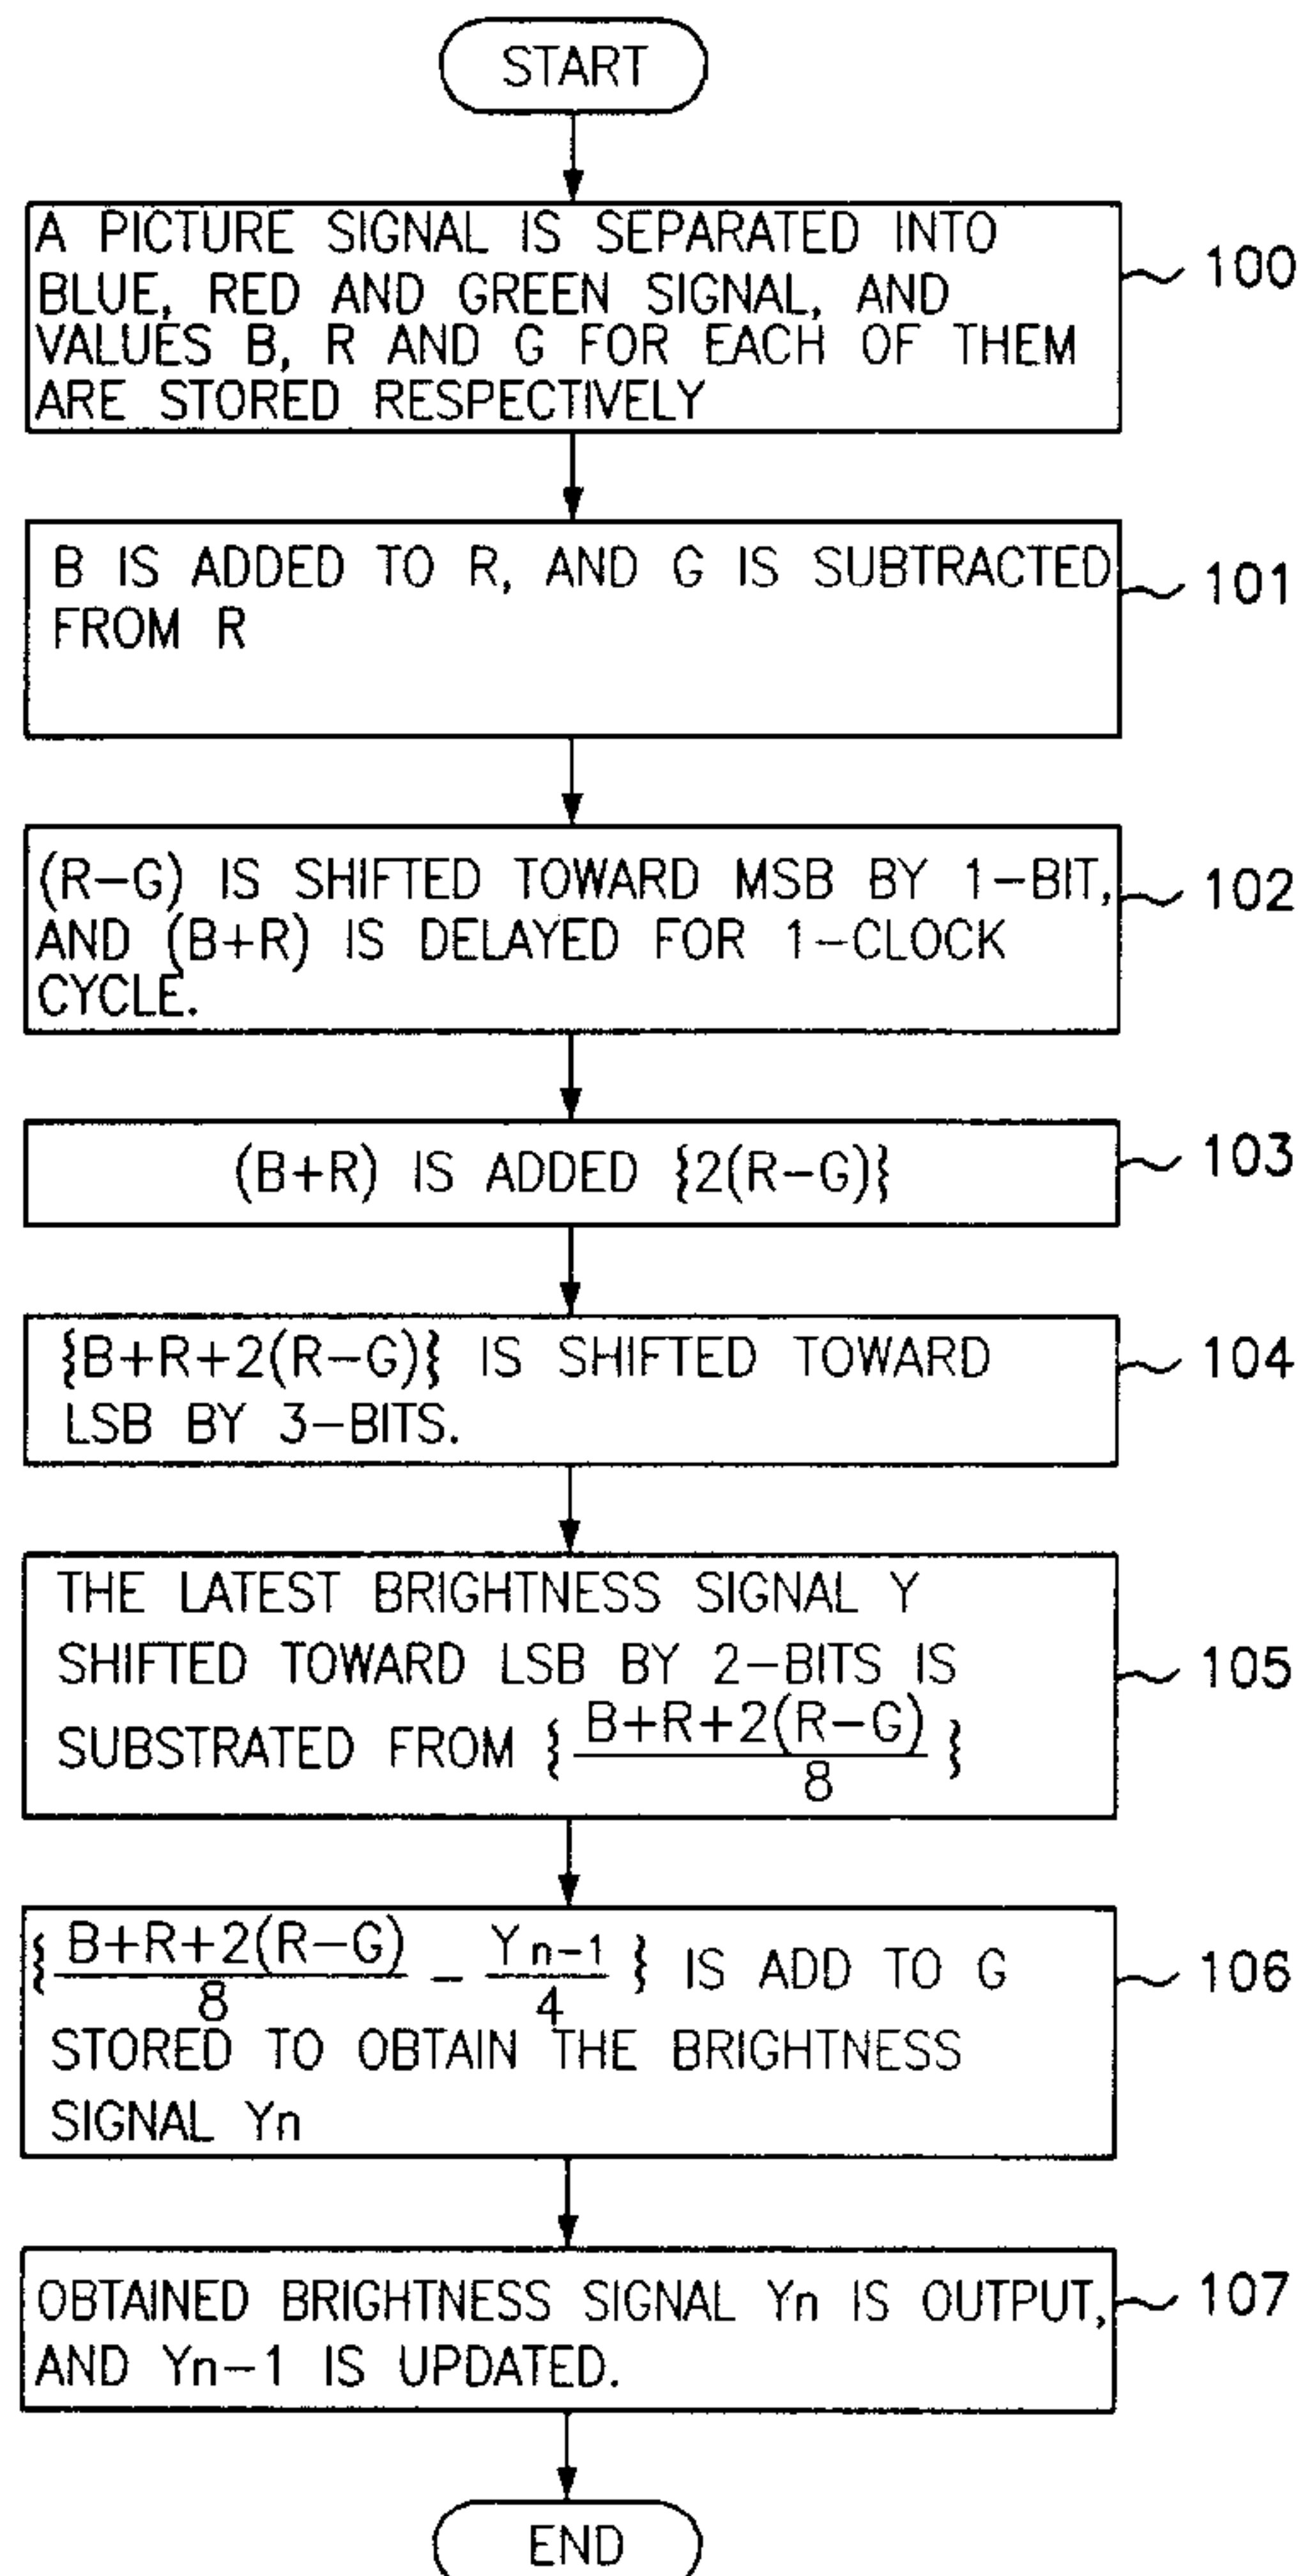 START
A PICTURE SIGNAL IS SEPARATED INTO
BLUE, RED AND GREEN SIGNAL, AND
VALUES B, R AND G FOR EACH OF THEM
ARE STORED RESPECTIVELY
100
B IS ADDED TO R, AND G IS SUBTRACTED
FROM R
101
(R-G) IS SHIFTED TOWARD MSB BY 1-BIT,
AND (B+R) IS DELAYED FOR 1-CLOCK
CYCLE.
102
(B+R) IS ADDED {2(R-G)}
103
{B+R+2(R-G)} IS SHIFTED TOWARD
LSB BY 3-BITS.
104
THE LATEST BRIGHTNESS SIGNAL Y
SHIFTED TOWARD LSB BY 2-BITS IS
SUBSTRATED FROM { B+R+2(R-G) / 8 }
105
{ B+R+2(R-G) / 8 - Yn-1 / 4 } IS ADD TO G
STORED TO OBTAIN THE BRIGHTNESS
SIGNAL Yn
106
OBTAINED BRIGHTNESS SIGNAL Yn IS OUTPUT,
AND Yn-1 IS UPDATED.
107
END